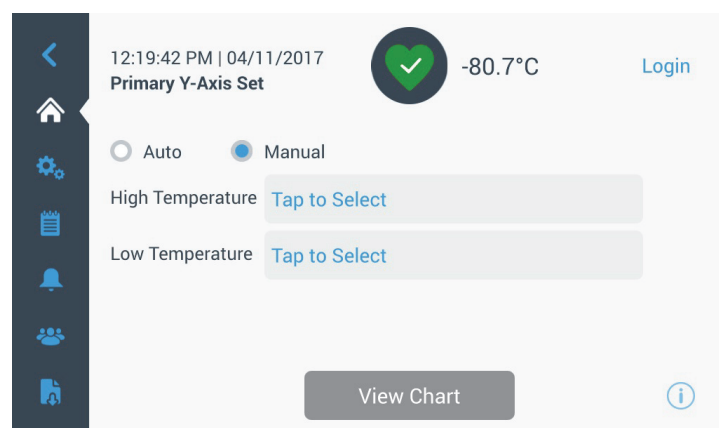 12:19:42 PM | 04/11/2017
Primary Y-Axis Set
-80.7°C
Login
Auto
Manual
High Temperature
Tap to Select
Low Temperature
Tap to Select
View Chart
i